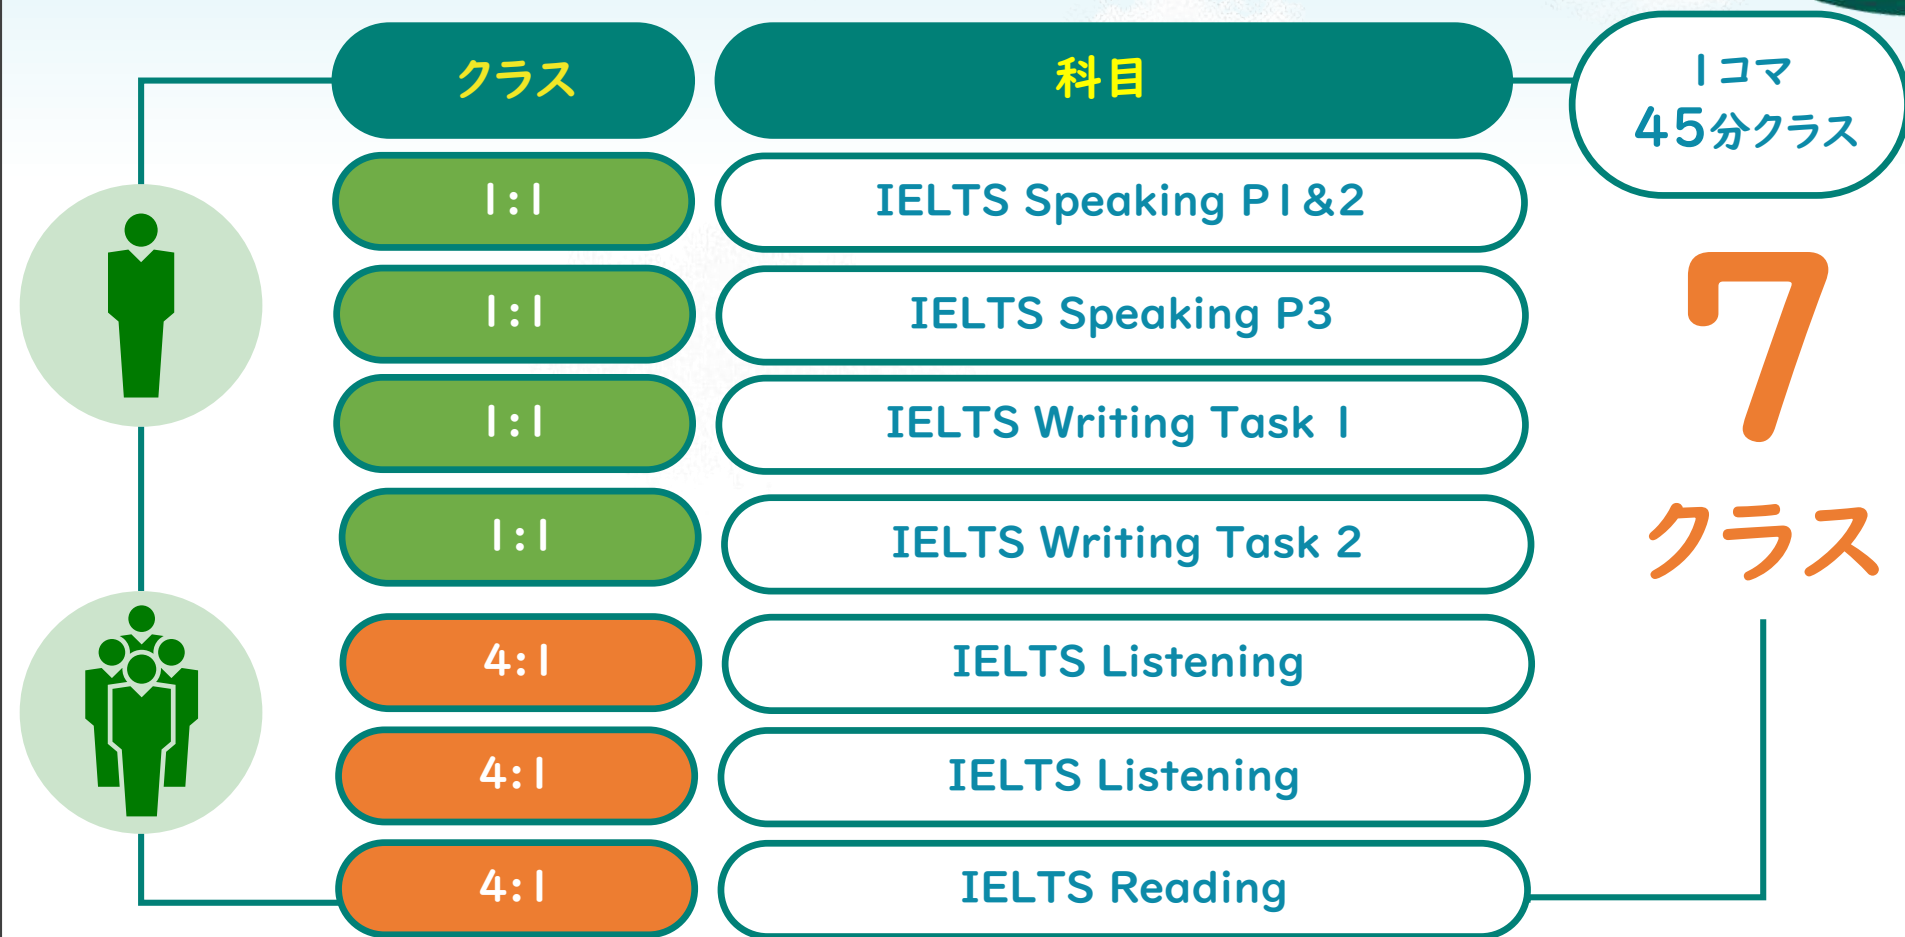 クラス 科目
1コマ
45分クラス
1:1 IELTS Speaking P1&2
1:1 IELTS Speaking P3
1:1 IELTS Writing Task 1
1:1 IELTS Writing Task 2
4:1 IELTS Listening
4:1 IELTS Listening
4:1 IELTS Reading
7
クラス